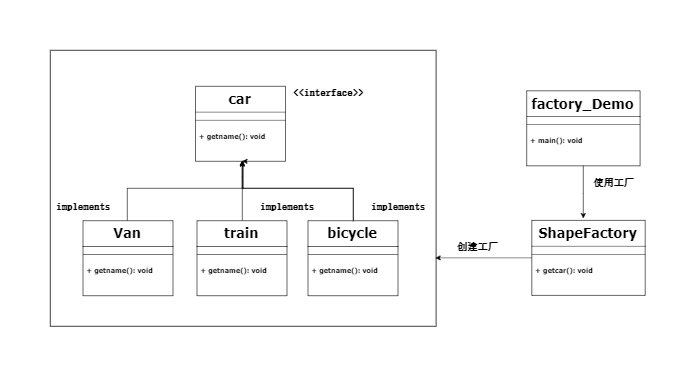 car
<<interface>>
+ getname(): void
factory_Demo
+ main(): void
使用工厂
implements
implements
implements
Van
train
bicycle
ShapeFactory
+ getname(): void
+ getname(): void
+ getname(): void
+ getcar(): void
创建工厂